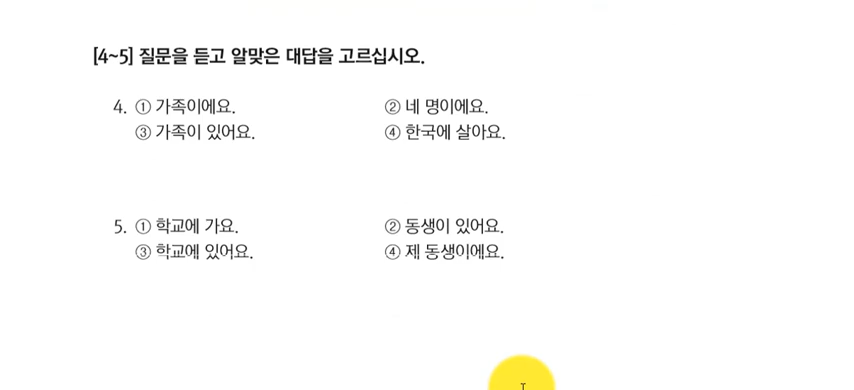 [4~5] 질문을 듣고 알맞은 대답을 고르십시오.
4. ① 가족이에요. ② 네 명이에요.
③ 가족이 있어요. ④ 한국에 살아요.
5. ① 학교에 가요. ② 동생이 있어요.
③ 학교에 있어요. ④ 제 동생이에요.